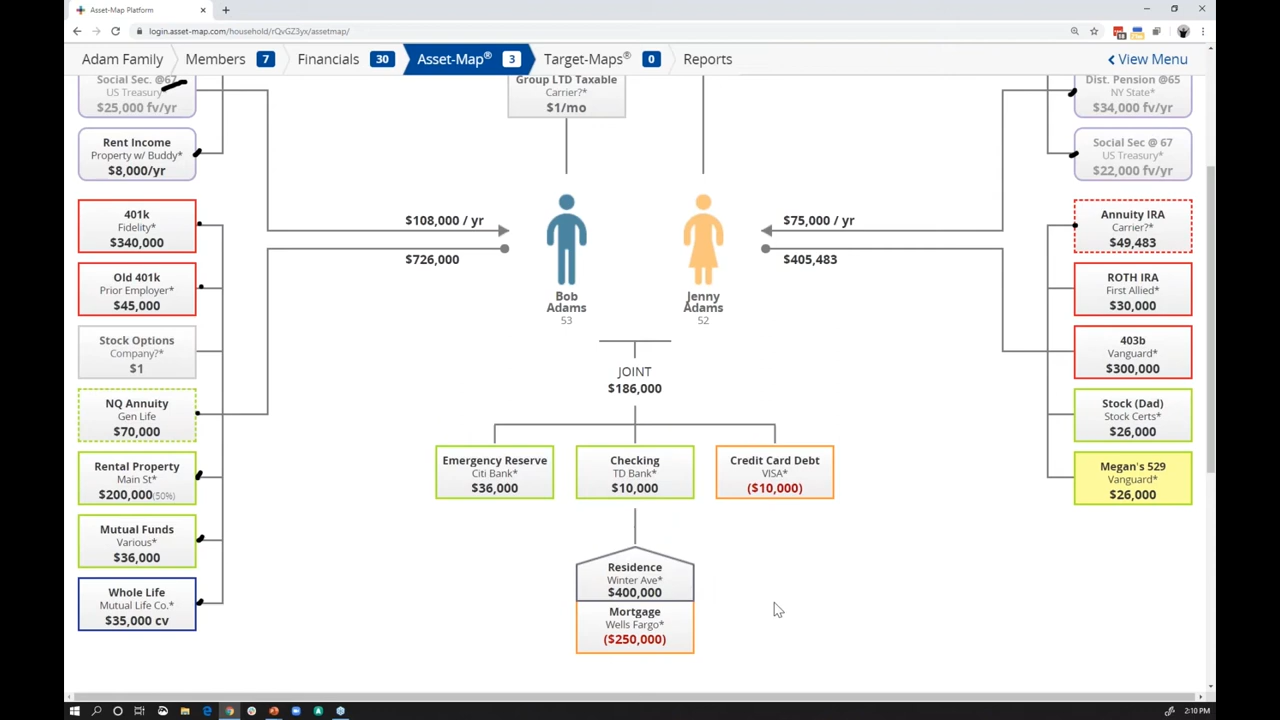 Asset-Map Platform
login.asset-map.com/household/rQvGZ3yx/assetmap/
Adam Family
Members 7
Financials 30
Asset-Map® 3
Target-Maps® 0
Reports
View Menu
Social Sec. @67
US Treasury*
$25,000 fv/yr
Group LTD Taxable
Carrier?*
$1/mo
Dist. Pension @65
NY State*
$34,000 fv/yr
Rent Income
Property w/ Buddy*
$8,000/yr
Social Sec @ 67
US Treasury*
$22,000 fv/yr
401k
Fidelity*
$340,000
Old 401k
Prior Employer*
$45,000
Stock Options
Company?*
$1
NQ Annuity
Gen Life
$70,000
Rental Property
Main St*
$200,000(50%)
Mutual Funds
Various*
$36,000
Whole Life
Mutual Life Co.*
$35,000 cv
$108,000 / yr
$726,000
Bob
Adams
53
Jenny
Adams
52
$75,000 / yr
$405,483
JOINT
$186,000
Emergency Reserve
Citi Bank*
$36,000
Checking
TD Bank*
$10,000
Credit Card Debt
VISA*
($10,000)
Residence
Winter Ave*
$400,000
Mortgage
Wells Fargo*
($250,000)
Annuity IRA
Carrier?*
$49,483
ROTH IRA
First Allied*
$30,000
403b
Vanguard*
$300,000
Stock (Dad)
Stock Certs*
$26,000
Megan's 529
Vanguard*
$26,000
2:10 PM